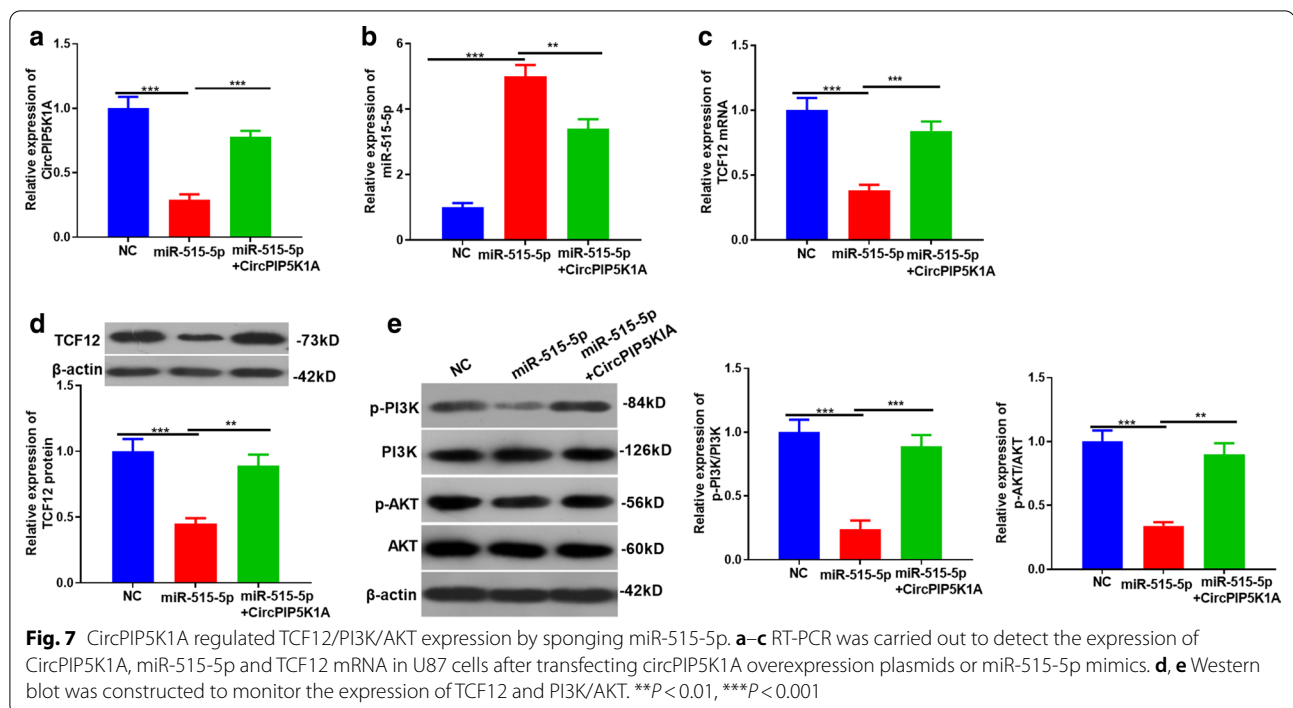 a
Relative expression of
CircPIP5K1A
1.5
1.0
0.5
0.0
***
***
NC
miR-515-5p
miR-515-5p
+CircPIP5K1A
b
Relative expression of
miR-515-5p
6
4
2
0
***
**
NC
miR-515-5p
miR-515-5p
+CircPIP5K1A
c
Relative expression of
TCF12 mRNA
1.5
1.0
0.5
0.0
***
***
NC
miR-515-5p
miR-515-5p
+CircPIP5K1A
d
TCF12
-73kD
β-actin
-42kD
Relative expression of
TCF12 protein
1.5
1.0
0.5
0.0
***
**
NC
miR-515-5p
miR-515-5p
+CircPIP5K1A
e
NC
miR-515-5p
miR-515-5p
+CircPIP5KIA
p-PI3K
-84kD
PI3K
-126kD
p-AKT
-56kD
AKT
-60kD
β-actin
-42kD
Relative expression of
p-PI3K/PI3K
1.5
1.0
0.5
0.0
***
***
NC
miR-515-5p
miR-515-5p
+CircPIP5K1A
Relative expression of
p-AKT/AKT
1.5
1.0
0.5
0.0
***
**
NC
miR-515-5p
miR-515-5p
+CircPIP5K1A
Fig. 7 CircPIP5K1A regulated TCF12/PI3K/AKT expression by sponging miR-515-5p. a–c RT-PCR was carried out to detect the expression of
CircPIP5K1A, miR-515-5p and TCF12 mRNA in U87 cells after transfecting circPIP5K1A overexpression plasmids or miR-515-5p mimics. d, e Western
blot was constructed to monitor the expression of TCF12 and PI3K/AKT. **P < 0.01, ***P < 0.001